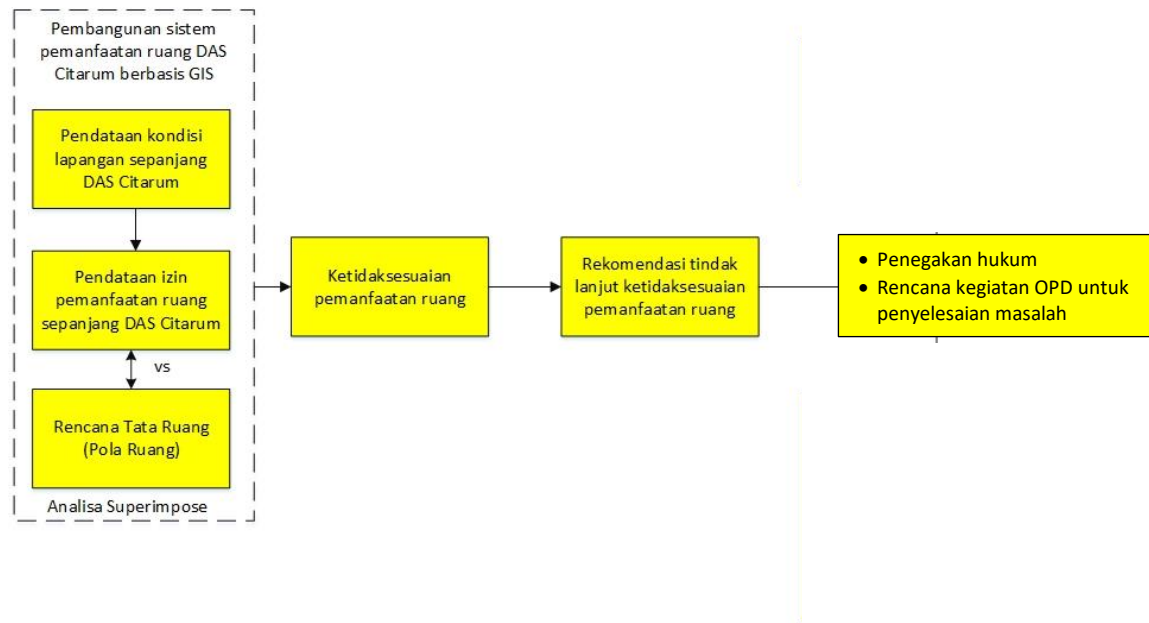 Pembangunan sistem
pemanfaatan ruang DAS
Citarum berbasis GIS
Pendataan kondisi
lapangan sepanjang
DAS Citarum
Pendataan izin
pemanfaatan ruang
sepanjang DAS Citarum
vs
Rencana Tata Ruang
(Pola Ruang)
Analisa Superimpose
Ketidaksesuaian
pemanfaatan ruang
Rekomendasi tindak
lanjut ketidaksesuaian
pemanfaatan ruang
• Penegakan hukum
• Rencana kegiatan OPD untuk
penyelesaian masalah